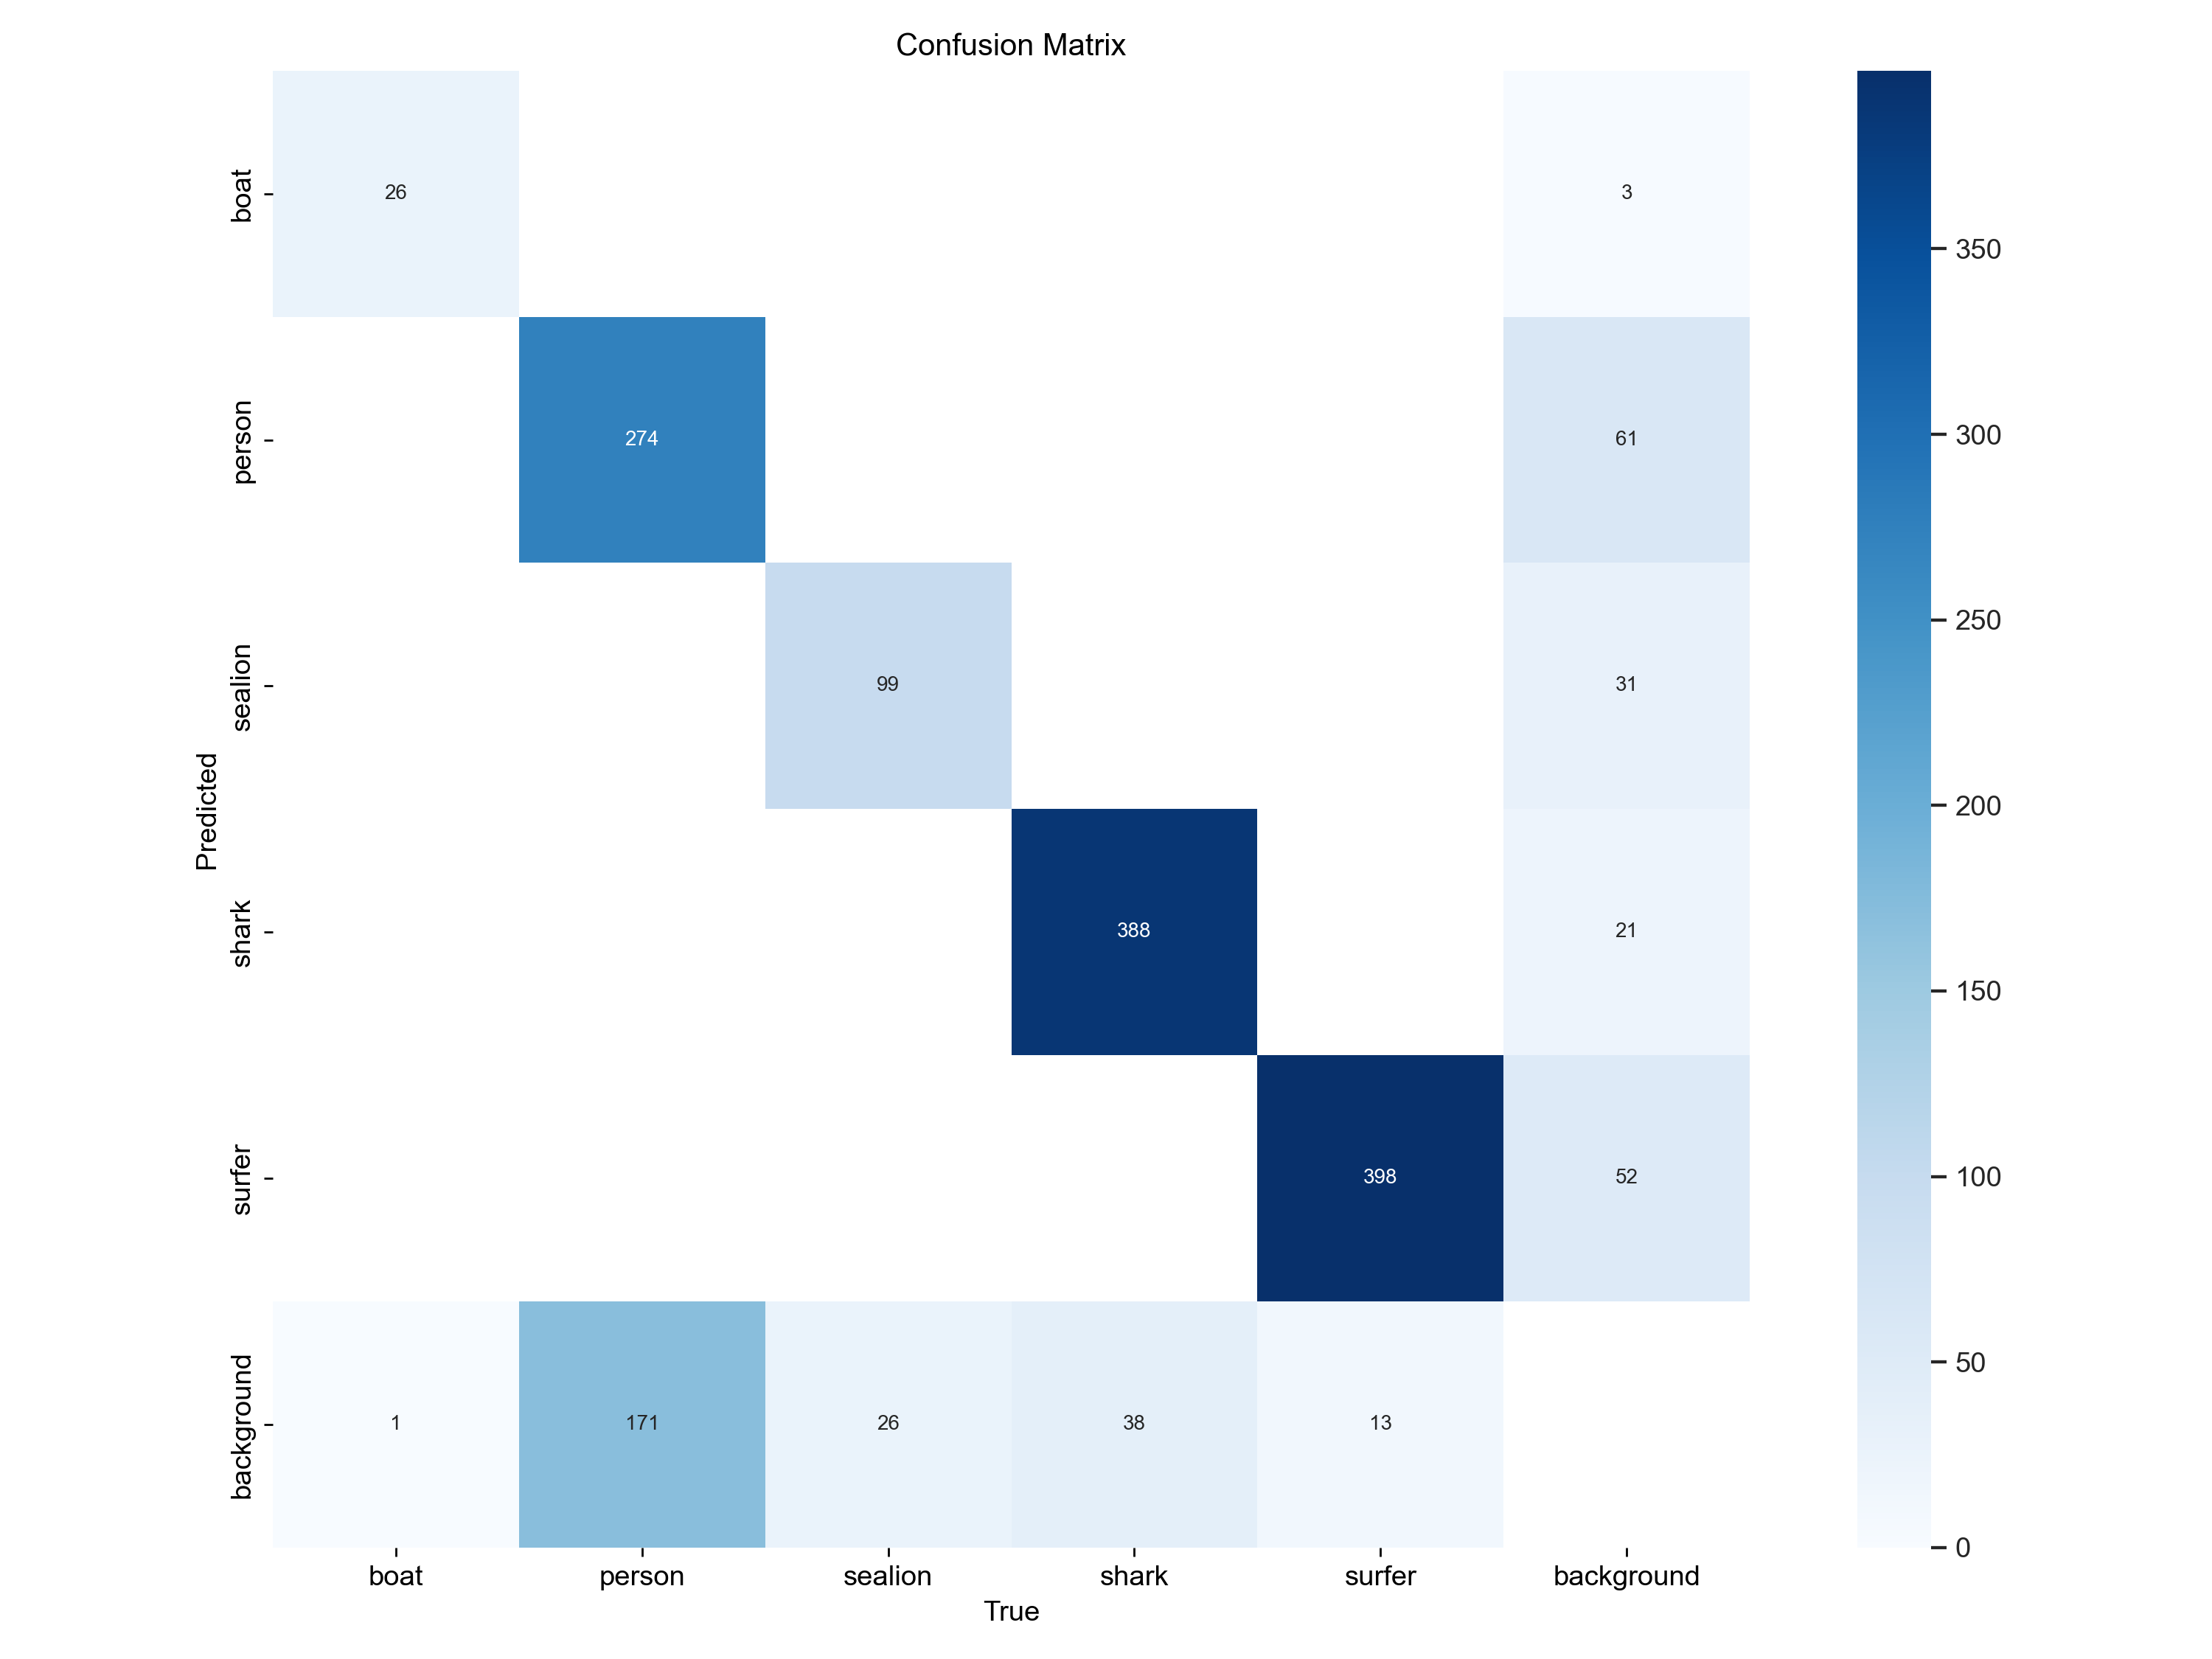 Confusion Matrix
boat 26 3
person 274 61
sealion 99 31
shark 388 21
surfer 398 52
background 1 171 26 38 13
boat person sealion shark surfer background
True
Predicted
350
300
250
200
150
100
50
0